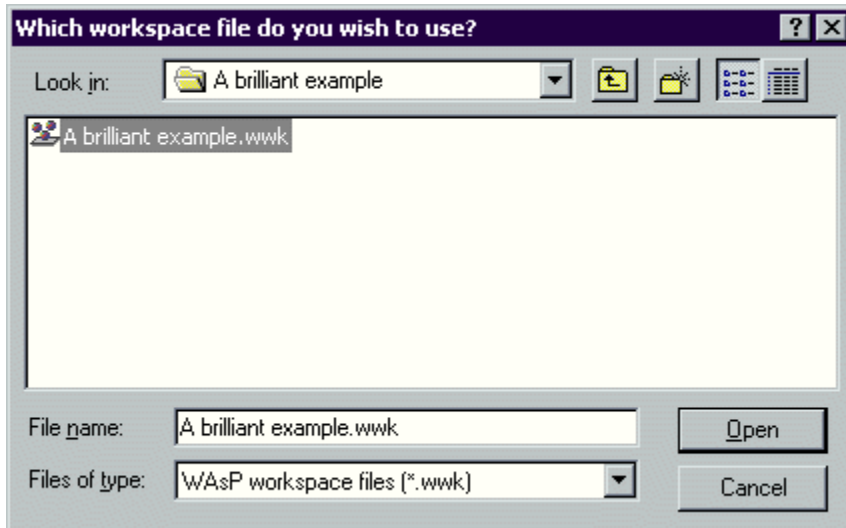 Which workspace file do you wish to use?
Look in: A brilliant example
A brilliant example.wwk
File name: A brilliant example.wwk Open
Files of type: WAsP workspace files (*.wwk) Cancel